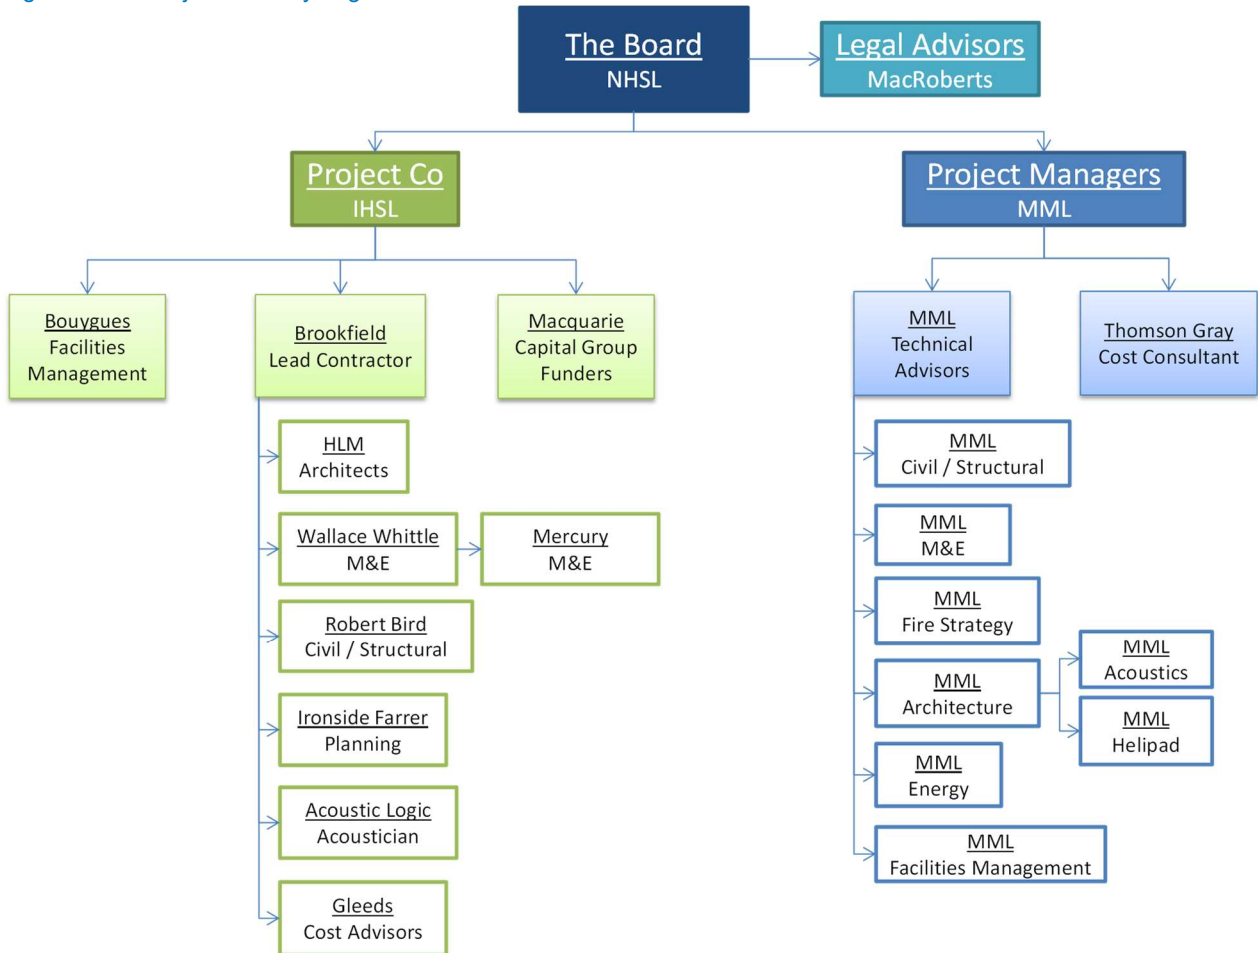 The Board
NHSL
Legal Advisors
MacRoberts
Project Co
IHSL
Project Managers
MML
Bouygues
Facilities
Management
Brookfield
Lead Contractor
Macquarie
Capital Group
Funders
MML
Technical
Advisors
Thomson Gray
Cost Consultant
HLM
Architects
Wallace Whittle
M&E
Mercury
M&E
Robert Bird
Civil / Structural
Ironside Farrer
Planning
Acoustic Logic
Acoustician
Gleeds
Cost Advisors
MML
Civil / Structural
MML
M&E
MML
Fire Strategy
MML
Architecture
MML
Acoustics
MML
Helipad
MML
Energy
MML
Facilities Management